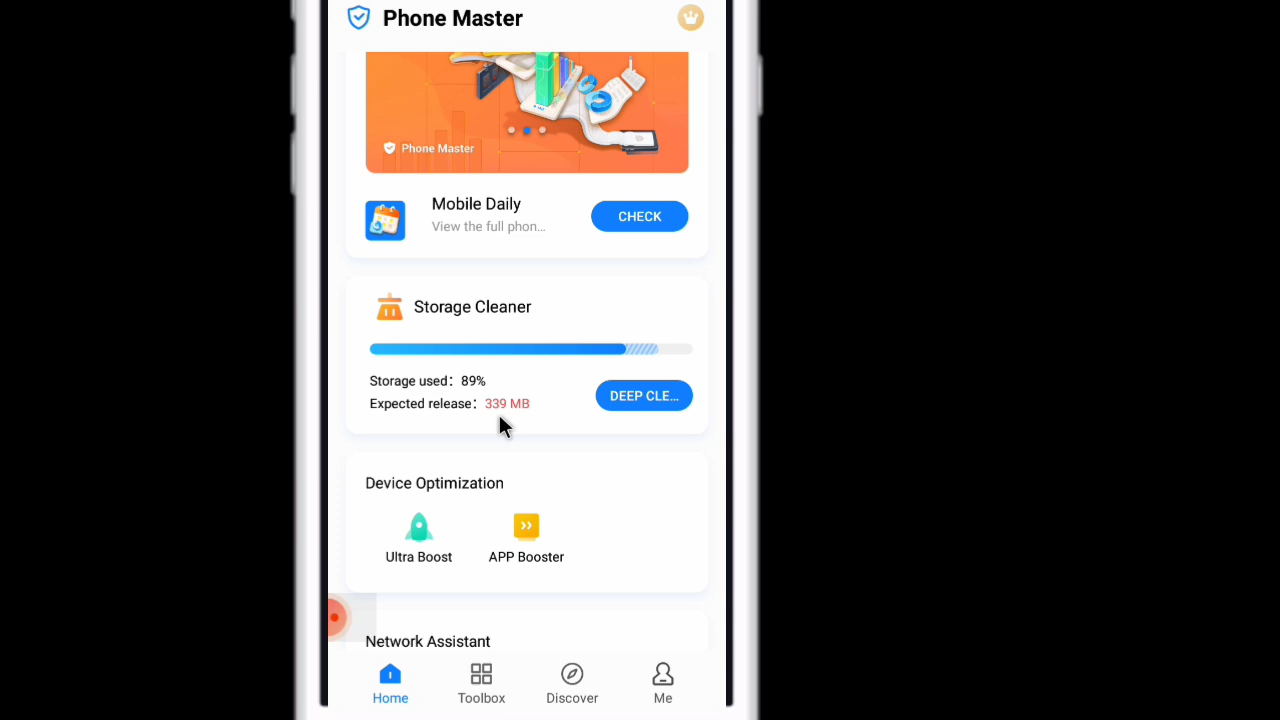 Phone Master
Phone Master
Mobile Daily
View the full phon...
CHECK
Storage Cleaner
Storage used： 89%
Expected release： 339 MB
DEEP CLE...
Device Optimization
Ultra Boost
APP Booster
Network Assistant
Home
Toolbox
Discover
Me